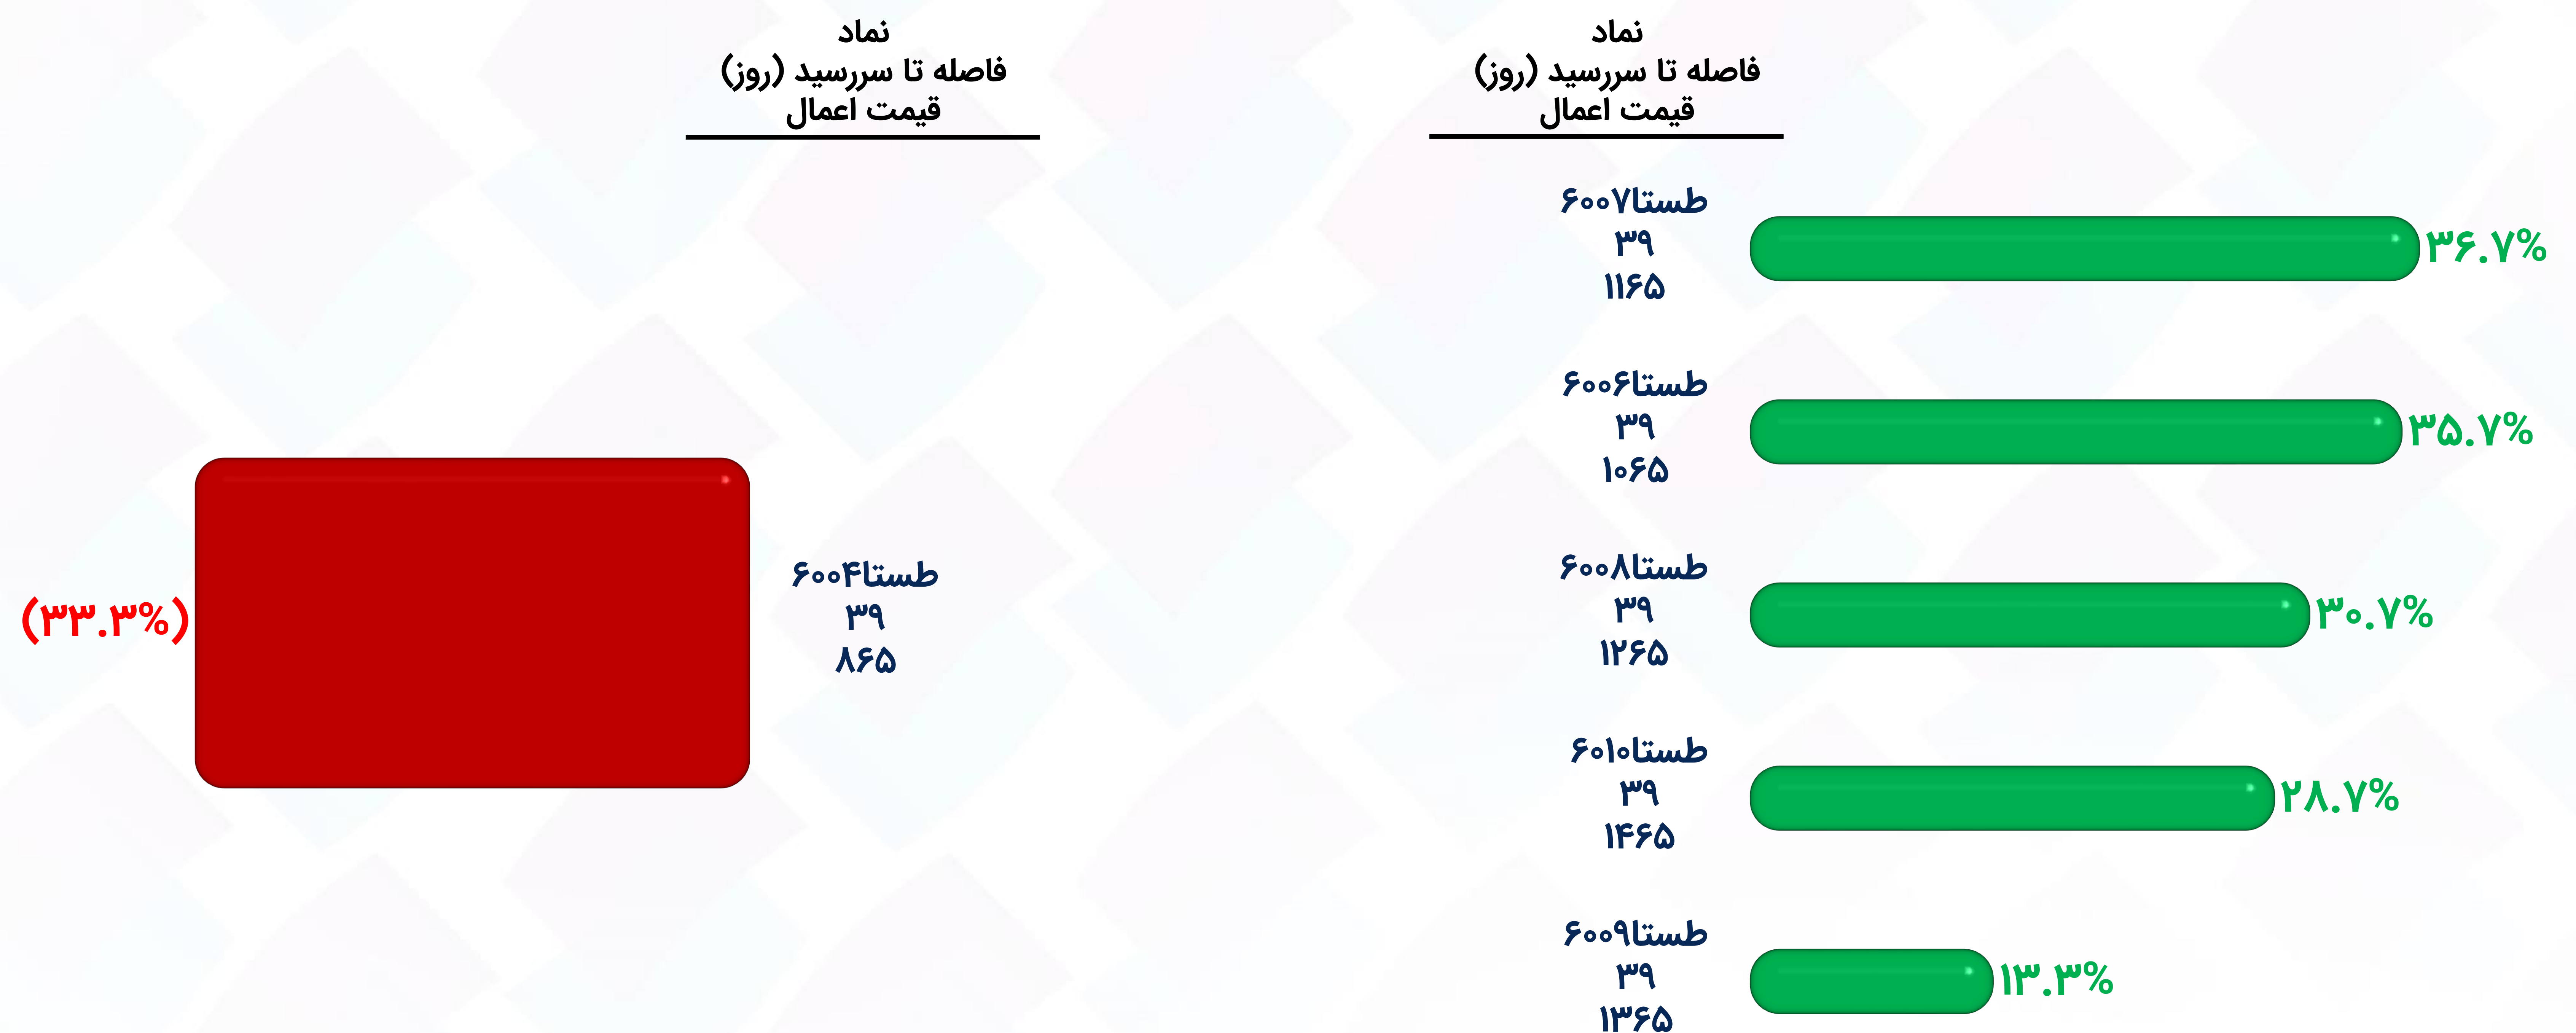 نماد
فاصله تا سررسید (روز)
قیمت اعمال
طستا۶۰۰۷
۳۹
۱۱۶۵
۳۶.۷%
طستا۶۰۰۶
۳۹
۱۰۶۵
۳۵.۷%
طستا۶۰۰۸
۳۹
۱۲۶۵
۳۰.۷%
طستا۶۰۱۰
۳۹
۱۴۶۵
۲۸.۷%
طستا۶۰۰۹
۳۹
۱۳۶۵
۱۳.۳%
نماد
فاصله تا سررسید (روز)
قیمت اعمال
طستا۶۰۰۴
۳۹
۸۶۵
(۳۳.۳%)